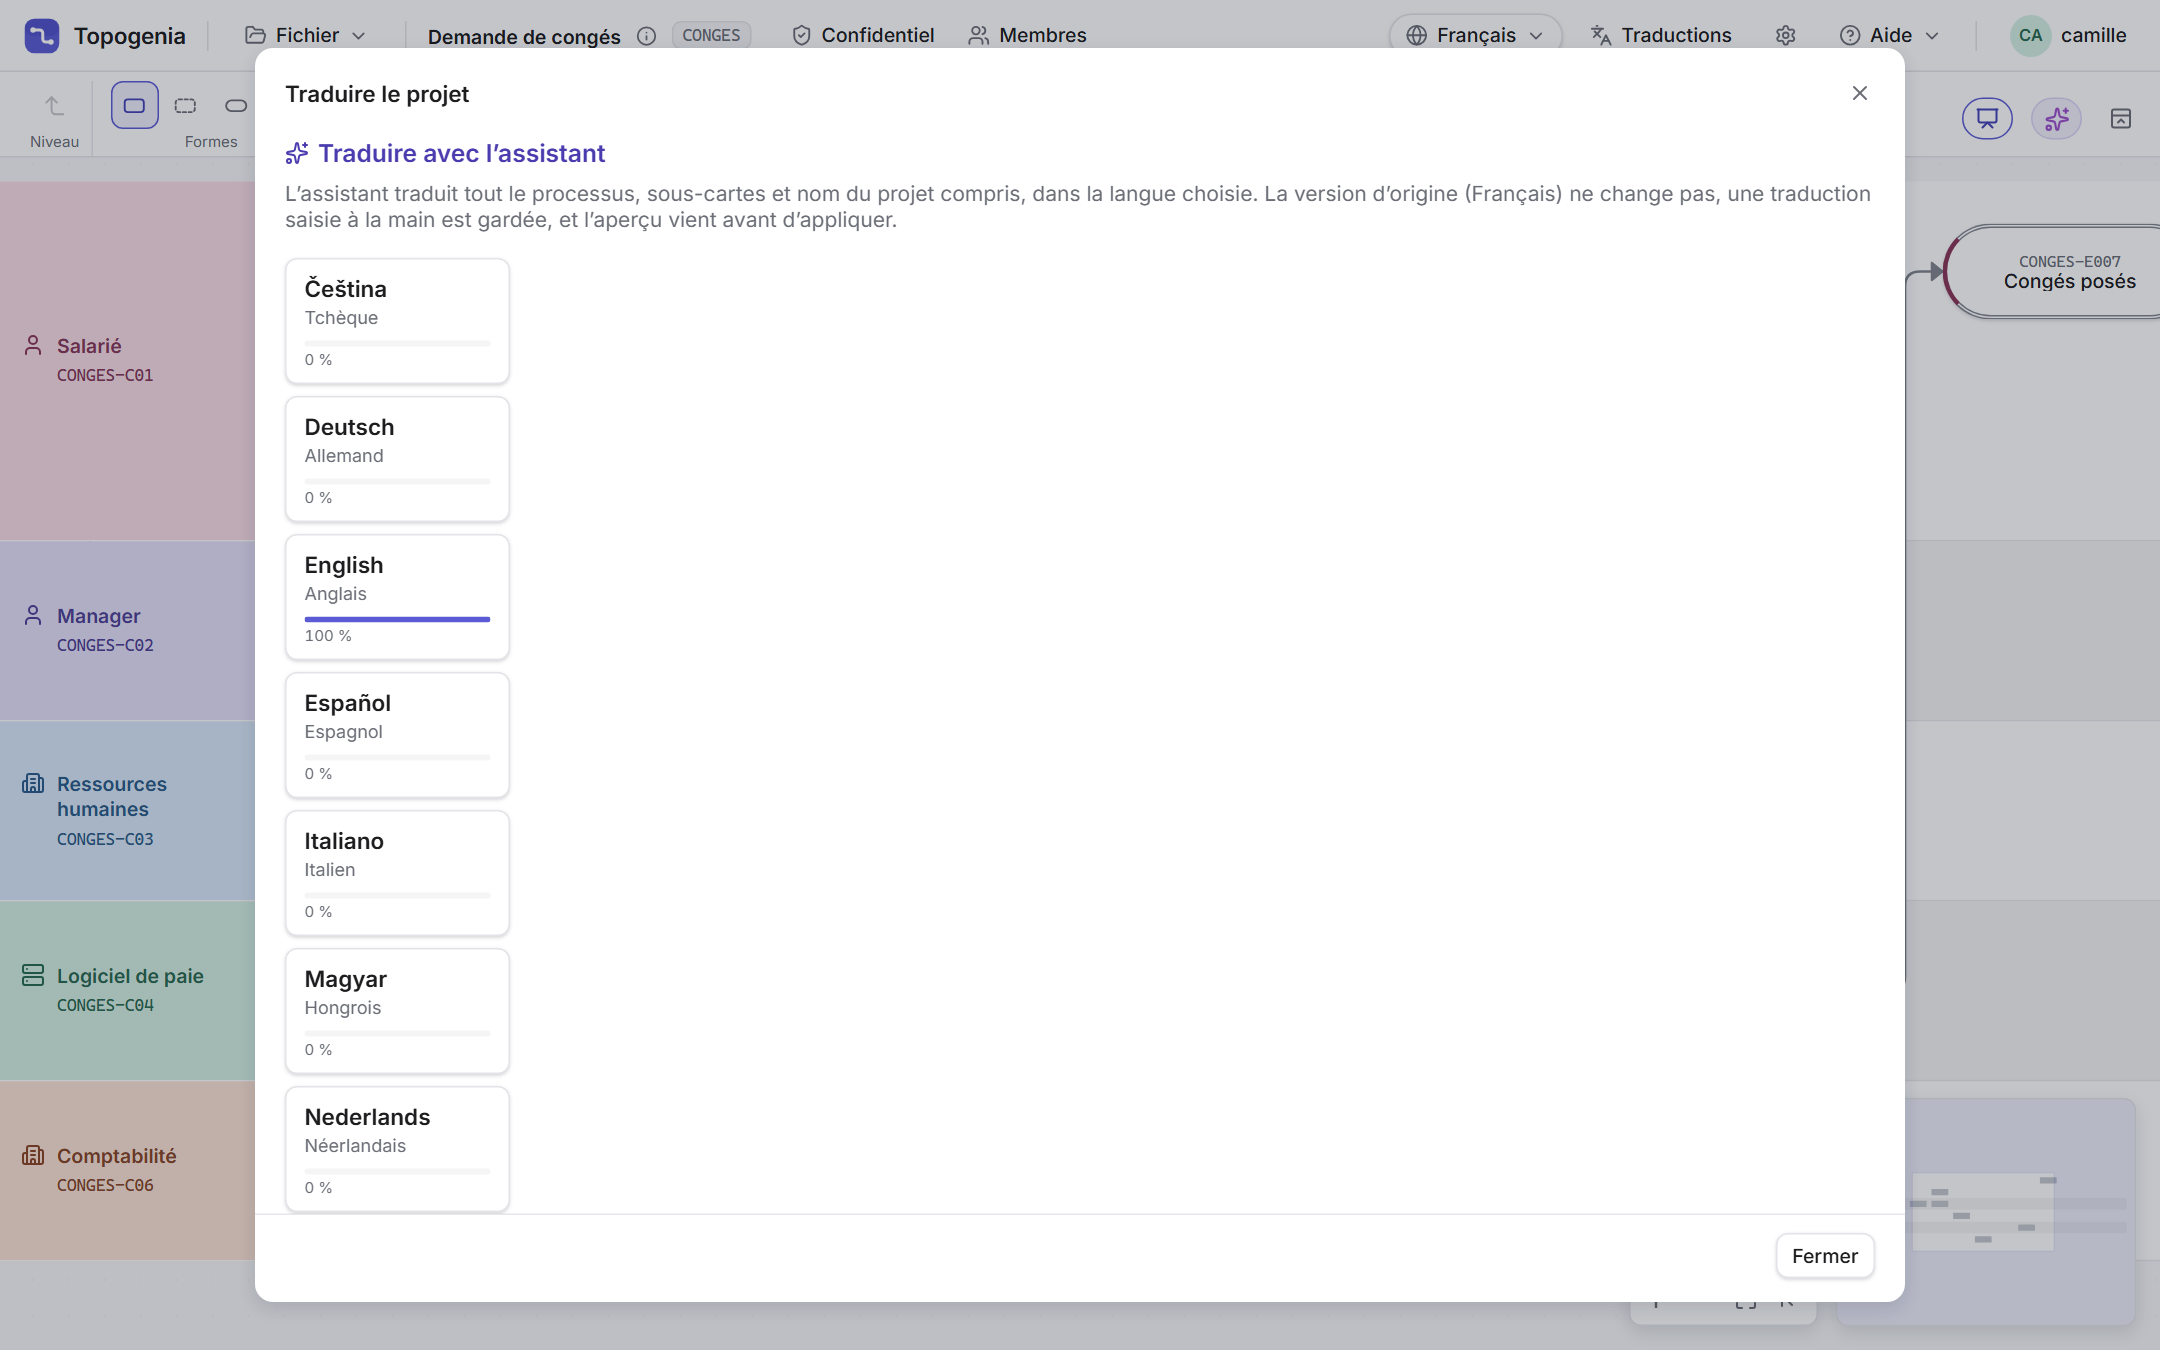 Topogenia
Fichier
Demande de congés
CONGES
Confidentiel
Membres
Français
Traductions
Aide
CA
camille
Niveau
Formes
Traduire le projet
Traduire avec l’assistant
L’assistant traduit tout le processus, sous-cartes et nom du projet compris, dans la langue choisie. La version d’origine (Français) ne change pas, une traduction
saisie à la main est gardée, et l’aperçu vient avant d’appliquer.
Čeština
Tchèque
0 %
Deutsch
Allemand
0 %
English
Anglais
100 %
Español
Espagnol
0 %
Italiano
Italien
0 %
Magyar
Hongrois
0 %
Nederlands
Néerlandais
0 %
Fermer
Salarié
CONGES-C01
Manager
CONGES-C02
Ressources
humaines
CONGES-C03
Logiciel de paie
CONGES-C04
Comptabilité
CONGES-C06
CONGES-E007
Congés posés